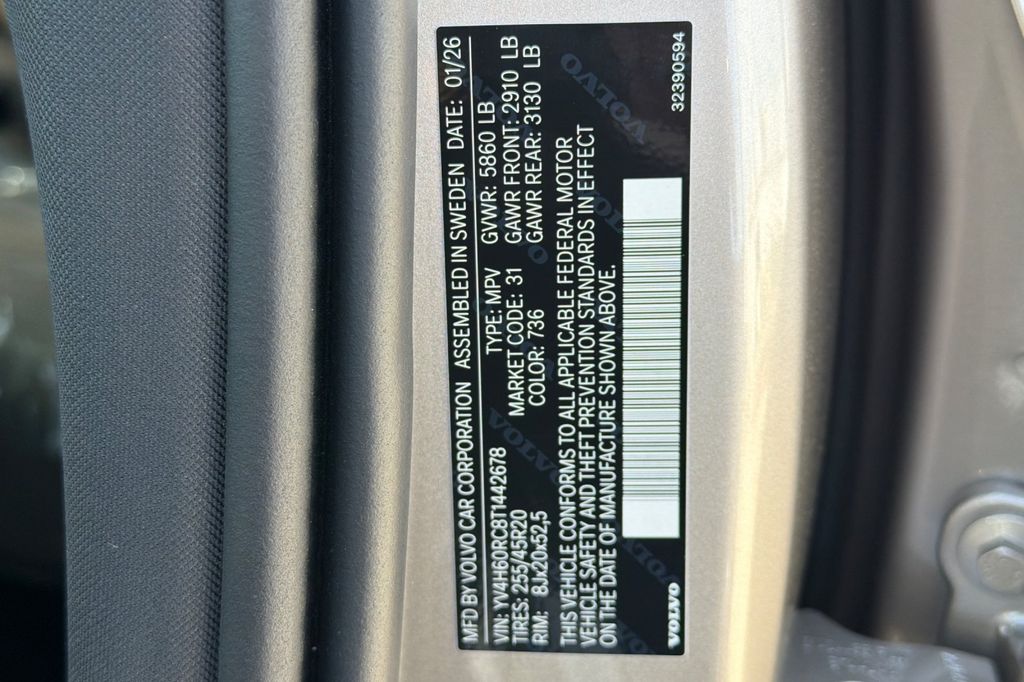 MFD BY VOLVO CAR CORPORATION ASSEMBLED IN SWEDEN DATE: 01/26
VIN: YV4H60RC8T1442678 TYPE: MPV GVWR: 5860 LB
TIRES: 255/45R20 MARKET CODE: 31 GAWR FRONT: 2910 LB
RIM: 8Jx20x52,5 COLOR: 736 GAWR REAR: 3130 LB
THIS VEHICLE CONFORMS TO ALL APPLICABLE FEDERAL MOTOR
VEHICLE SAFETY AND THEFT PREVENTION STANDARDS IN EFFECT
ON THE DATE OF MANUFACTURE SHOWN ABOVE.
VOLVO 32390594